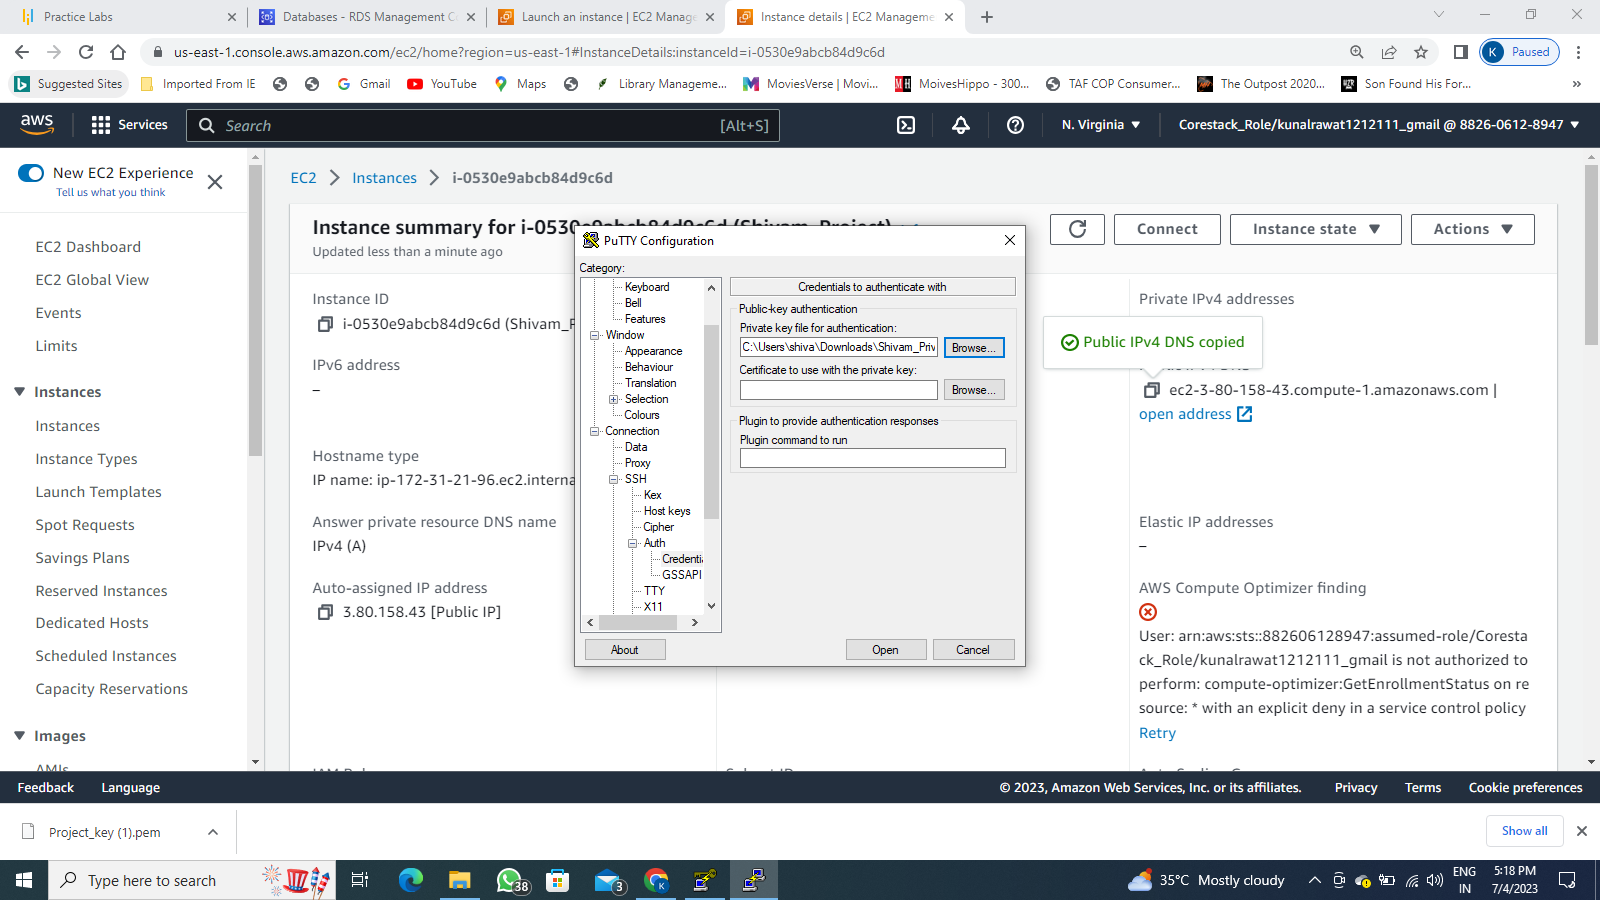 Practice Labs
Databases - RDS Management C
Launch an instance | EC2 Manage
Instance details | EC2 Manageme
us-east-1.console.aws.amazon.com/ec2/home?region=us-east-1#InstanceDetails:instanceId=i-0530e9abcb84d9c6d
K
Paused
Suggested Sites
Imported From IE
Gmail
YouTube
Maps
Library Manageme...
MoviesVerse | Movi...
MoivesHippo - 300...
TAF COP Consumer...
The Outpost 2020...
Son Found His For...
»
aws
Services
Search
[Alt+S]
N. Virginia
Corestack_Role/kunalrawat1212111_gmail @ 8826-0612-8947
New EC2 Experience
Tell us what you think
EC2 Dashboard
EC2 Global View
Events
Limits
Instances
Instances
Instance Types
Launch Templates
Spot Requests
Savings Plans
Reserved Instances
Dedicated Hosts
Scheduled Instances
Capacity Reservations
Images
AMIs
EC2
Instances
i-0530e9abcb84d9c6d
Instance summary for i-0530e9abcb84d9c6d (Shivam_Project)
Updated less than a minute ago
Connect
Instance state
Actions
Instance ID
i-0530e9abcb84d9c6d (Shivam_P
IPv6 address
–
Hostname type
IP name: ip-172-31-21-96.ec2.interna
Answer private resource DNS name
IPv4 (A)
Auto-assigned IP address
3.80.158.43 [Public IP]
PuTTY Configuration
Category:
Keyboard
Bell
Features
Window
Appearance
Behaviour
Translation
Selection
Colours
Connection
Data
Proxy
SSH
Kex
Host keys
Cipher
Auth
Credentia
GSSAPI
TTY
X11
Credentials to authenticate with
Public-key authentication
Private key file for authentication:
C:\Users\shiva\Downloads\Shivam_Priv
Browse...
Certificate to use with the private key:
Browse...
Plugin to provide authentication responses
Plugin command to run
About
Open
Cancel
Private IPv4 addresses
Public IPv4 DNS copied
ec2-3-80-158-43.compute-1.amazonaws.com |
open address
Elastic IP addresses
–
AWS Compute Optimizer finding
User: arn:aws:sts::882606128947:assumed-role/Coresta
ck_Role/kunalrawat1212111_gmail is not authorized to
perform: compute-optimizer:GetEnrollmentStatus on re
source: * with an explicit deny in a service control policy
Retry
Feedback
Language
© 2023, Amazon Web Services, Inc. or its affiliates.
Privacy
Terms
Cookie preferences
Project_key (1).pem
Show all
Type here to search
38
3
K
35°C Mostly cloudy
ENG
IN
5:18 PM
7/4/2023